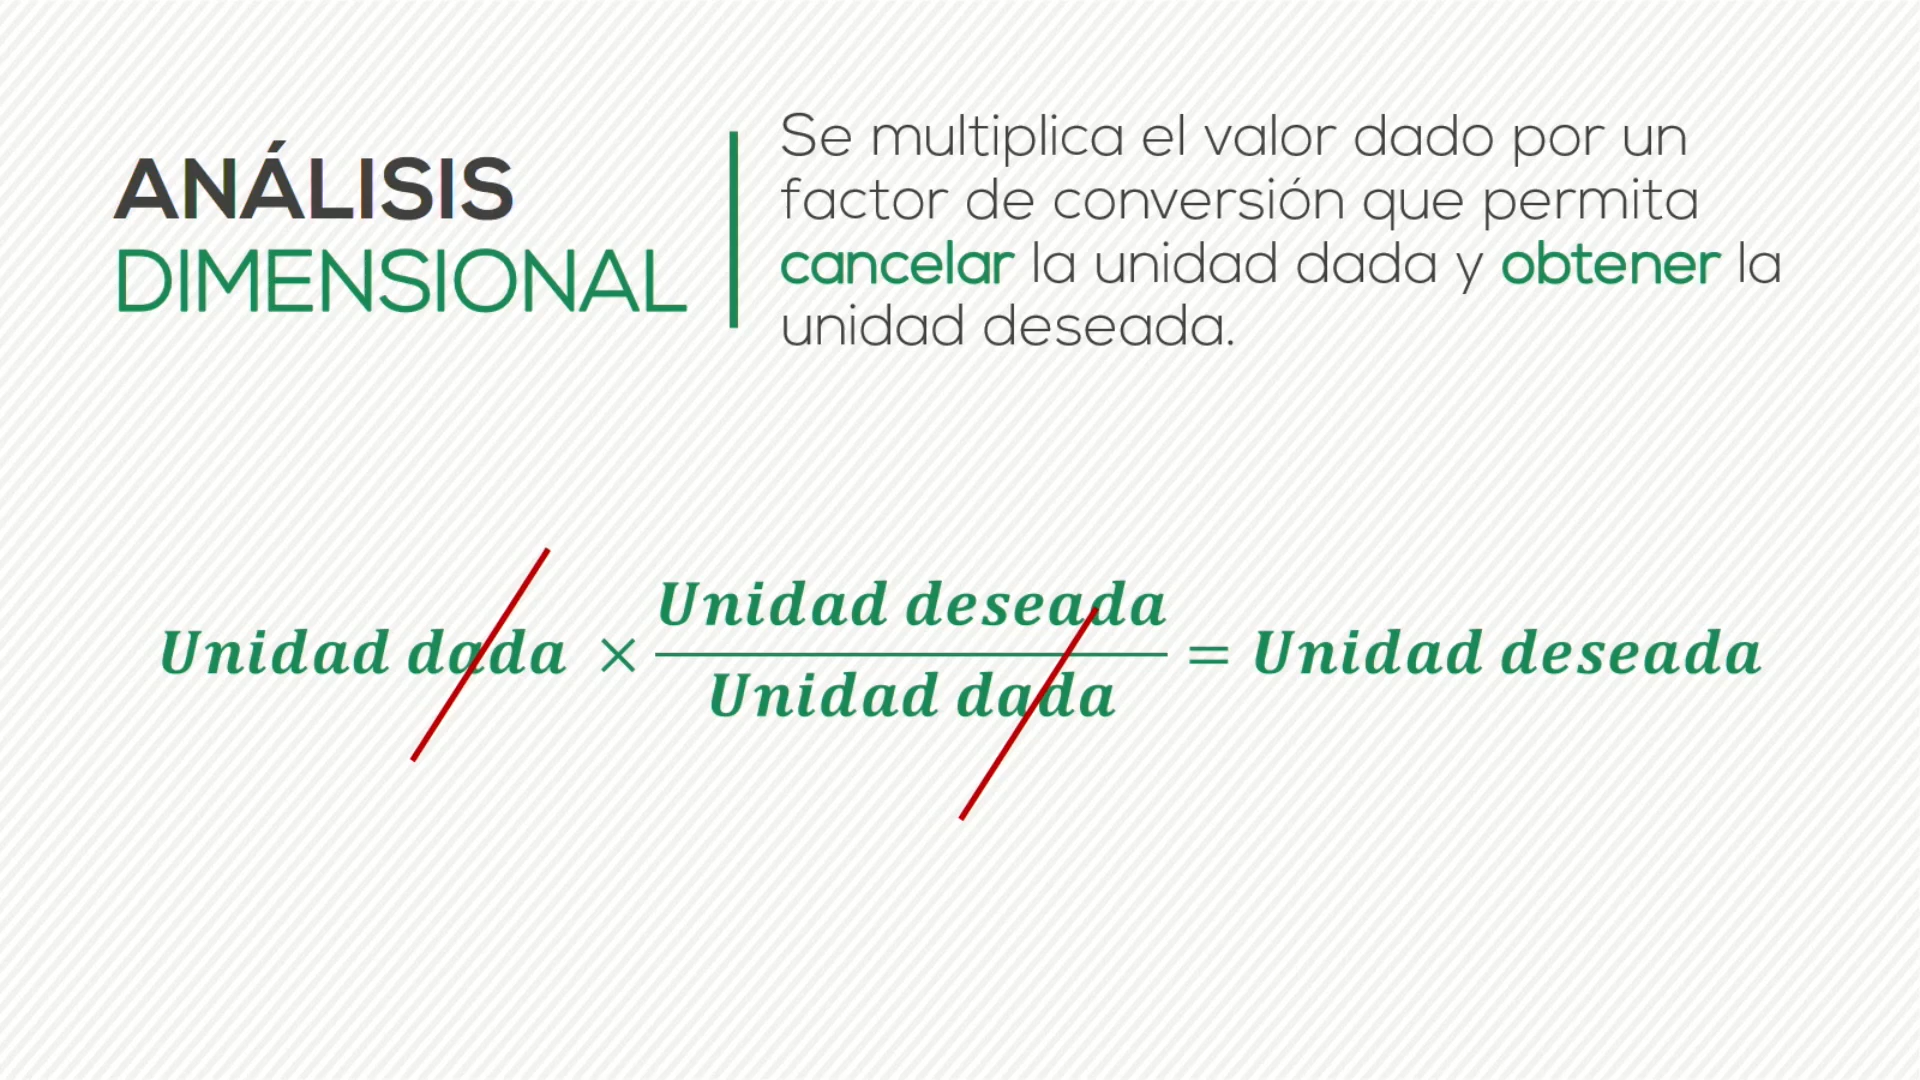 ANÁLISIS
DIMENSIONAL
Se multiplica el valor dado por un
factor de conversión que permita
cancelar la unidad dada y obtener la
unidad deseada.
Unidad dada × Unidad deseada / Unidad dada = Unidad deseada